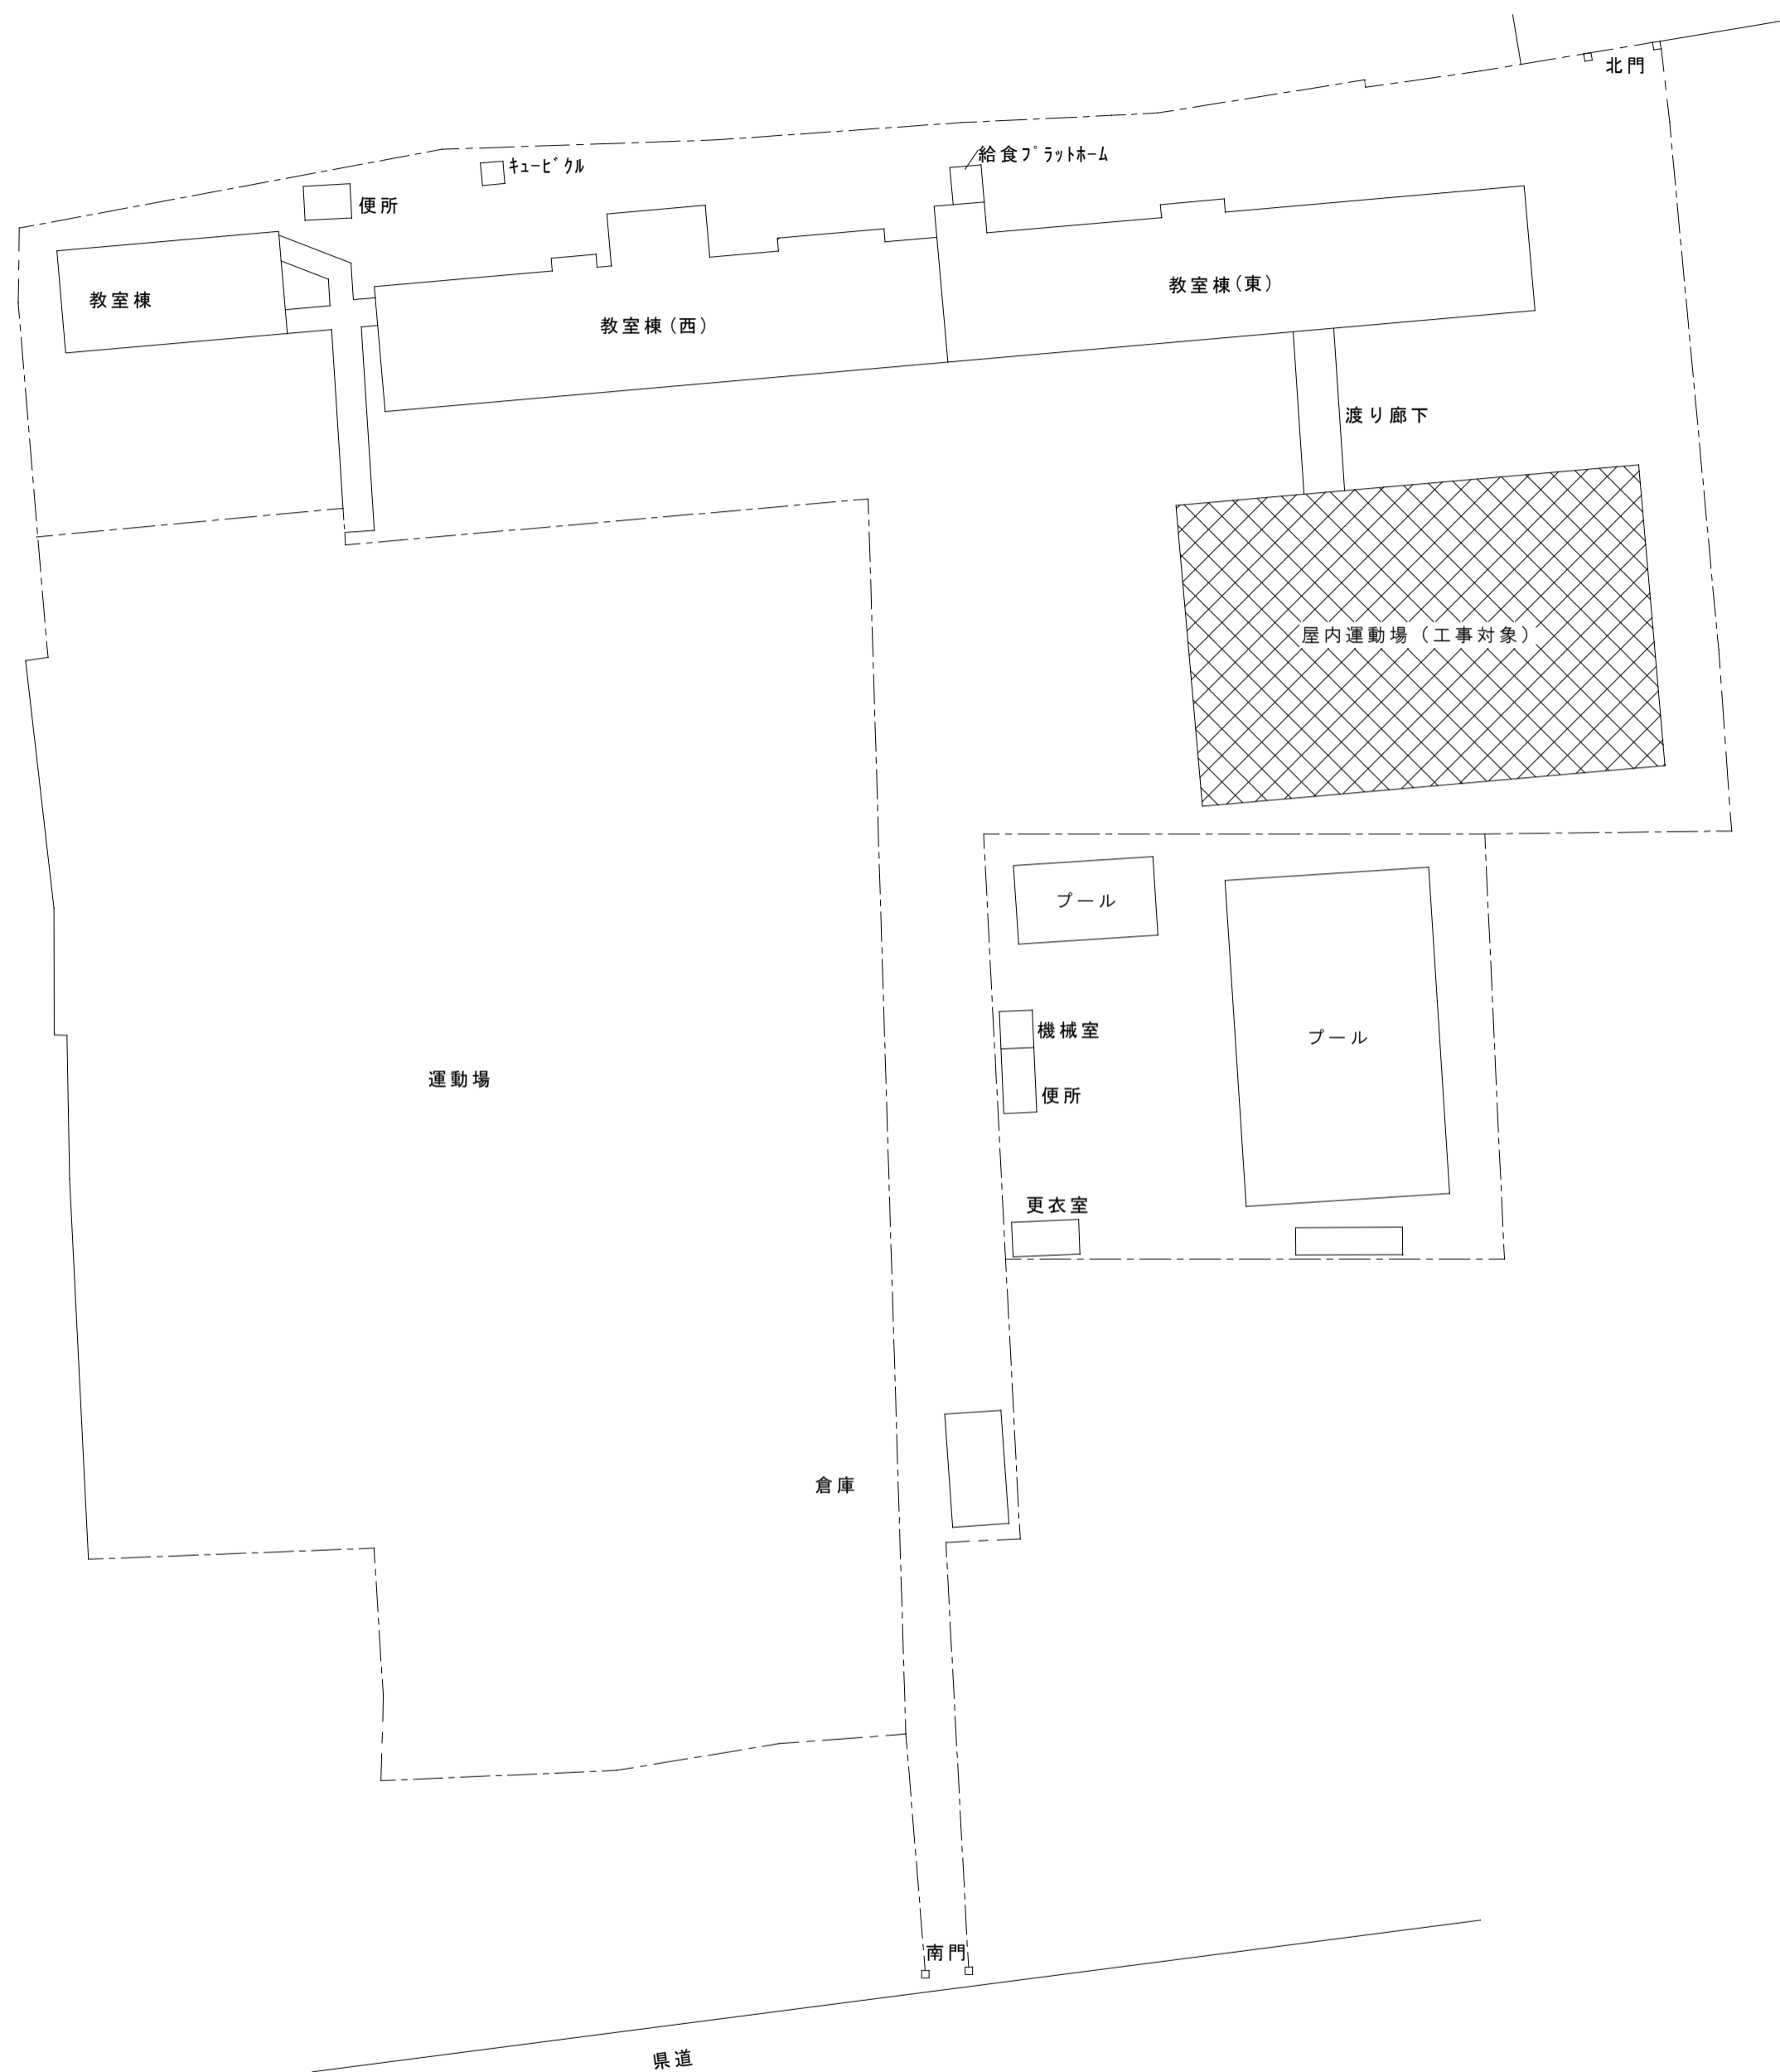 北門
給食ﾌﾟﾗｯﾄﾎｰﾑ
ｷｭｰﾋﾞｸﾙ
便所
教室棟(東)
教室棟
教室棟(西)
渡り廊下
屋内運動場(工事対象)
プール
機械室
プール
運動場
便所
更衣室
倉庫
南門
県道